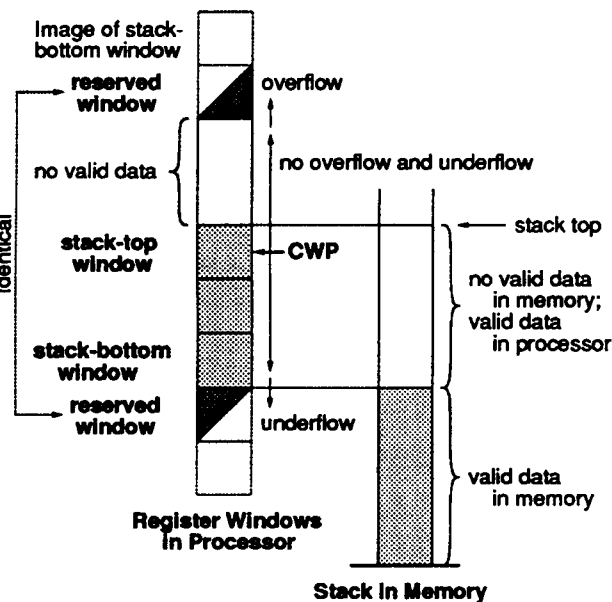 Image of stack-
bottom window
reserved
window
overflow
no valid data
no overflow and underflow
stack top
Identical
stack-top
window
CWP
no valid data
in memory;
valid data
in processor
stack-bottom
window
reserved
window
underflow
valid data
in memory
Register Windows
in Processor
Stack in Memory